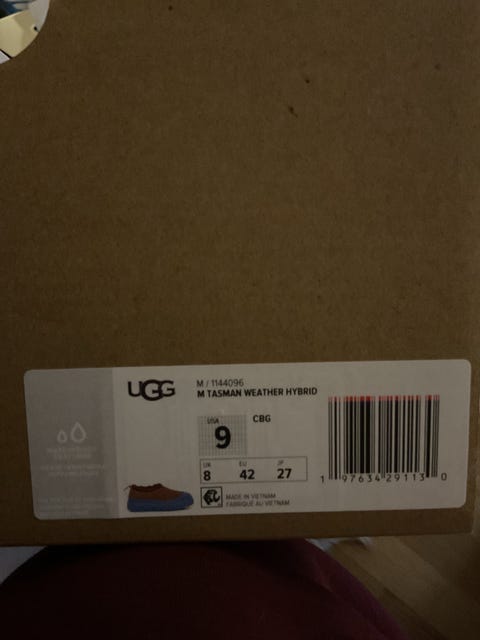 UGG
M / 1144096
M TASMAN WEATHER HYBRID
USA
9
CBG
UK EU JP
8 42 27
MADE IN VIETNAM
FABRIQUÉ AU VIETNAM
1 97634 29113 0